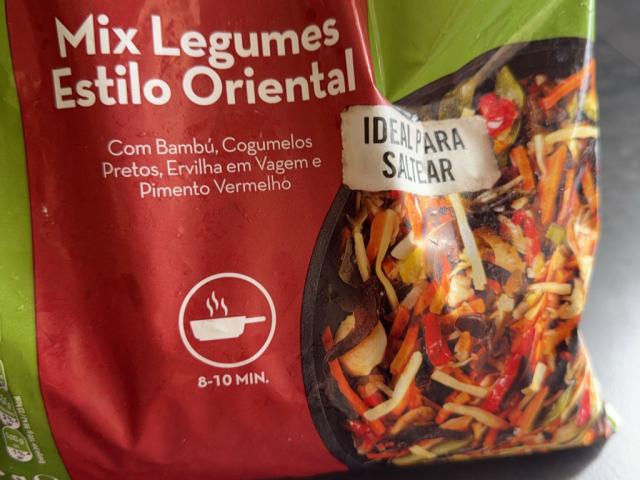 Mix Legumes
Estilo Oriental
Com Bambú, Cogumelos
Pretos, Ervilha em Vagem e
Pimento Vermelho
IDEAL PARA
SALTEAR
8-10 MIN.